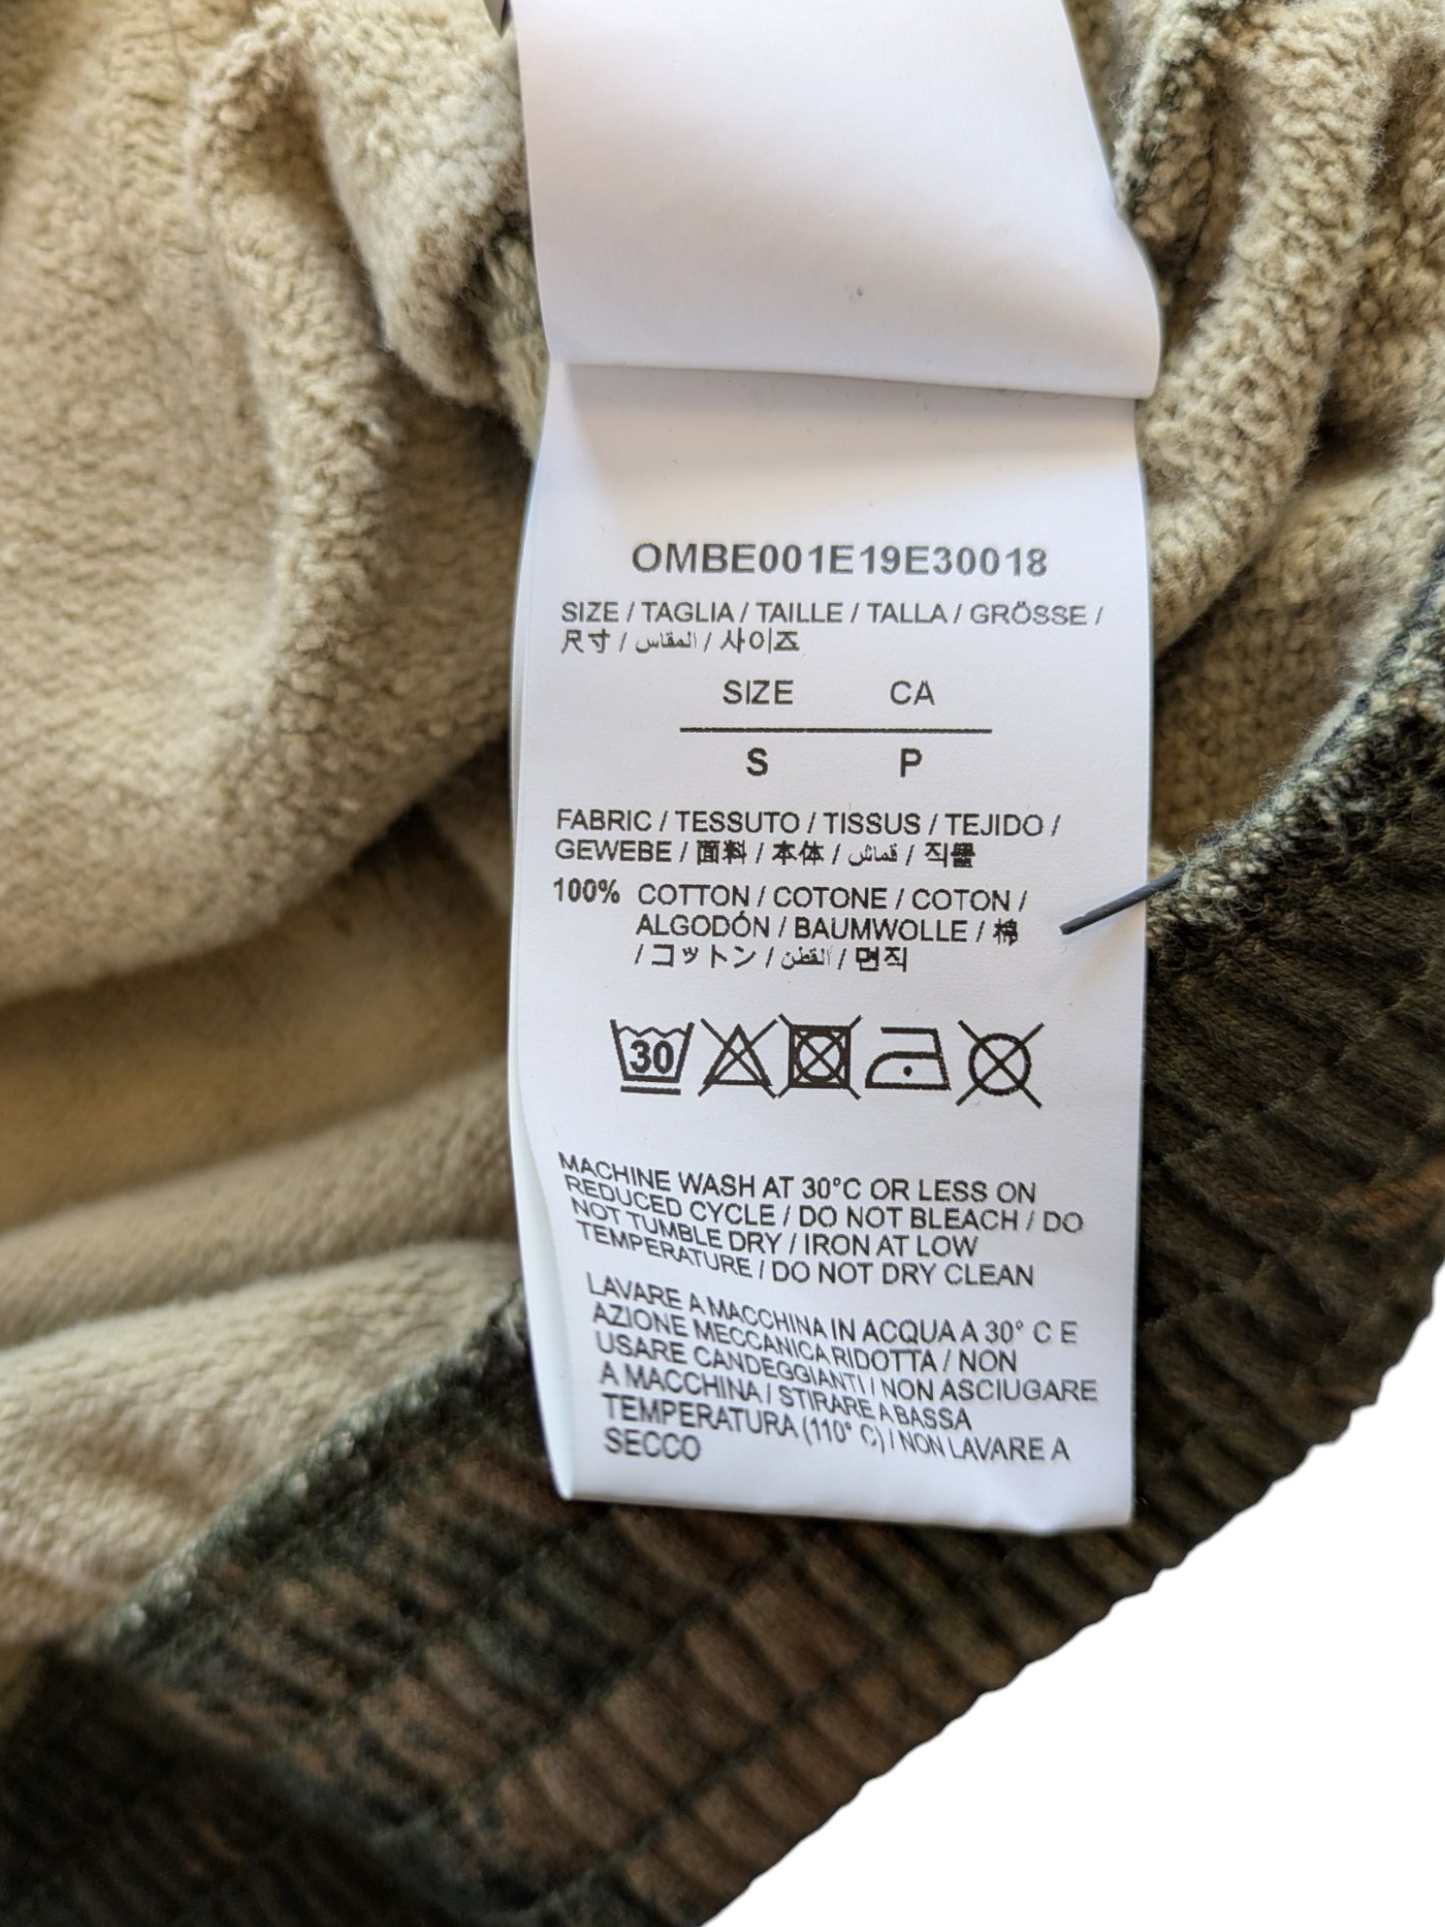 OMBE001E19E30018
SIZE / TAGLIA / TAILLE / TALLA / GRÖSSE /
尺寸 / المقاس / 사이즈
SIZE CA
S P
FABRIC / TESSUTO / TISSUS / TEJIDO /
GEWEBE / 面料 / 本体 / قماش / 직물
100% COTTON / COTONE / COTON /
ALGODÓN / BAUMWOLLE / 棉
/ コットン / القطن / 면직
30
MACHINE WASH AT 30°C OR LESS ON
REDUCED CYCLE / DO NOT BLEACH / DO
NOT TUMBLE DRY / IRON AT LOW
TEMPERATURE / DO NOT DRY CLEAN
LAVARE A MACCHINA IN ACQUA A 30° C E
AZIONE MECCANICA RIDOTTA / NON
USARE CANDEGGIANTI / NON ASCIUGARE
A MACCHINA / STIRARE A BASSA
TEMPERATURA (110° C) / NON LAVARE A
SECCO